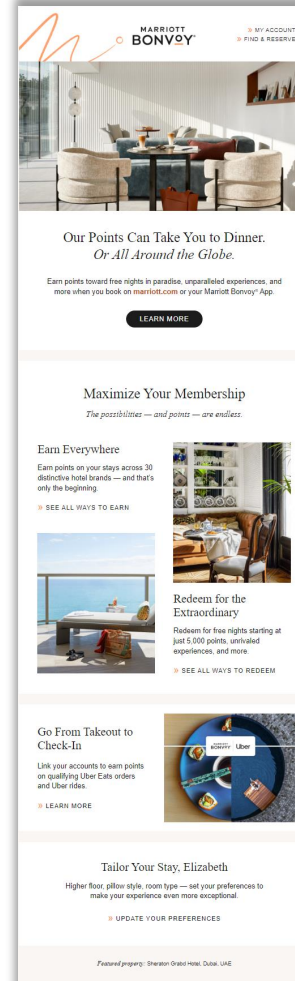 MARRIOTT
BONVOY
» MY ACCOUNT
» FIND & RESERVE
Our Points Can Take You to Dinner.
Or All Around the Globe.
Earn points toward free nights in paradise, unparalleled experiences, and
more when you book on marriott.com or your Marriott Bonvoy® App.
LEARN MORE
Maximize Your Membership
The possibilities — and points — are endless.
Earn Everywhere
Earn points on your stays across 30
distinctive hotel brands — and that's
only the beginning.
» SEE ALL WAYS TO EARN
Redeem for the
Extraordinary
Redeem for free nights starting at
just 5,000 points, unrivaled
experiences, and more.
» SEE ALL WAYS TO REDEEM
Go From Takeout to
Check-In
Link your accounts to earn points
on qualifying Uber Eats orders
and Uber rides.
» LEARN MORE
MARRIOTT
BONVOY
Uber
Tailor Your Stay, Elizabeth
Higher floor, pillow style, room type — set your preferences to
make your experience even more exceptional.
» UPDATE YOUR PREFERENCES
Featured property: Sheraton Grand Hotel, Dubai, UAE